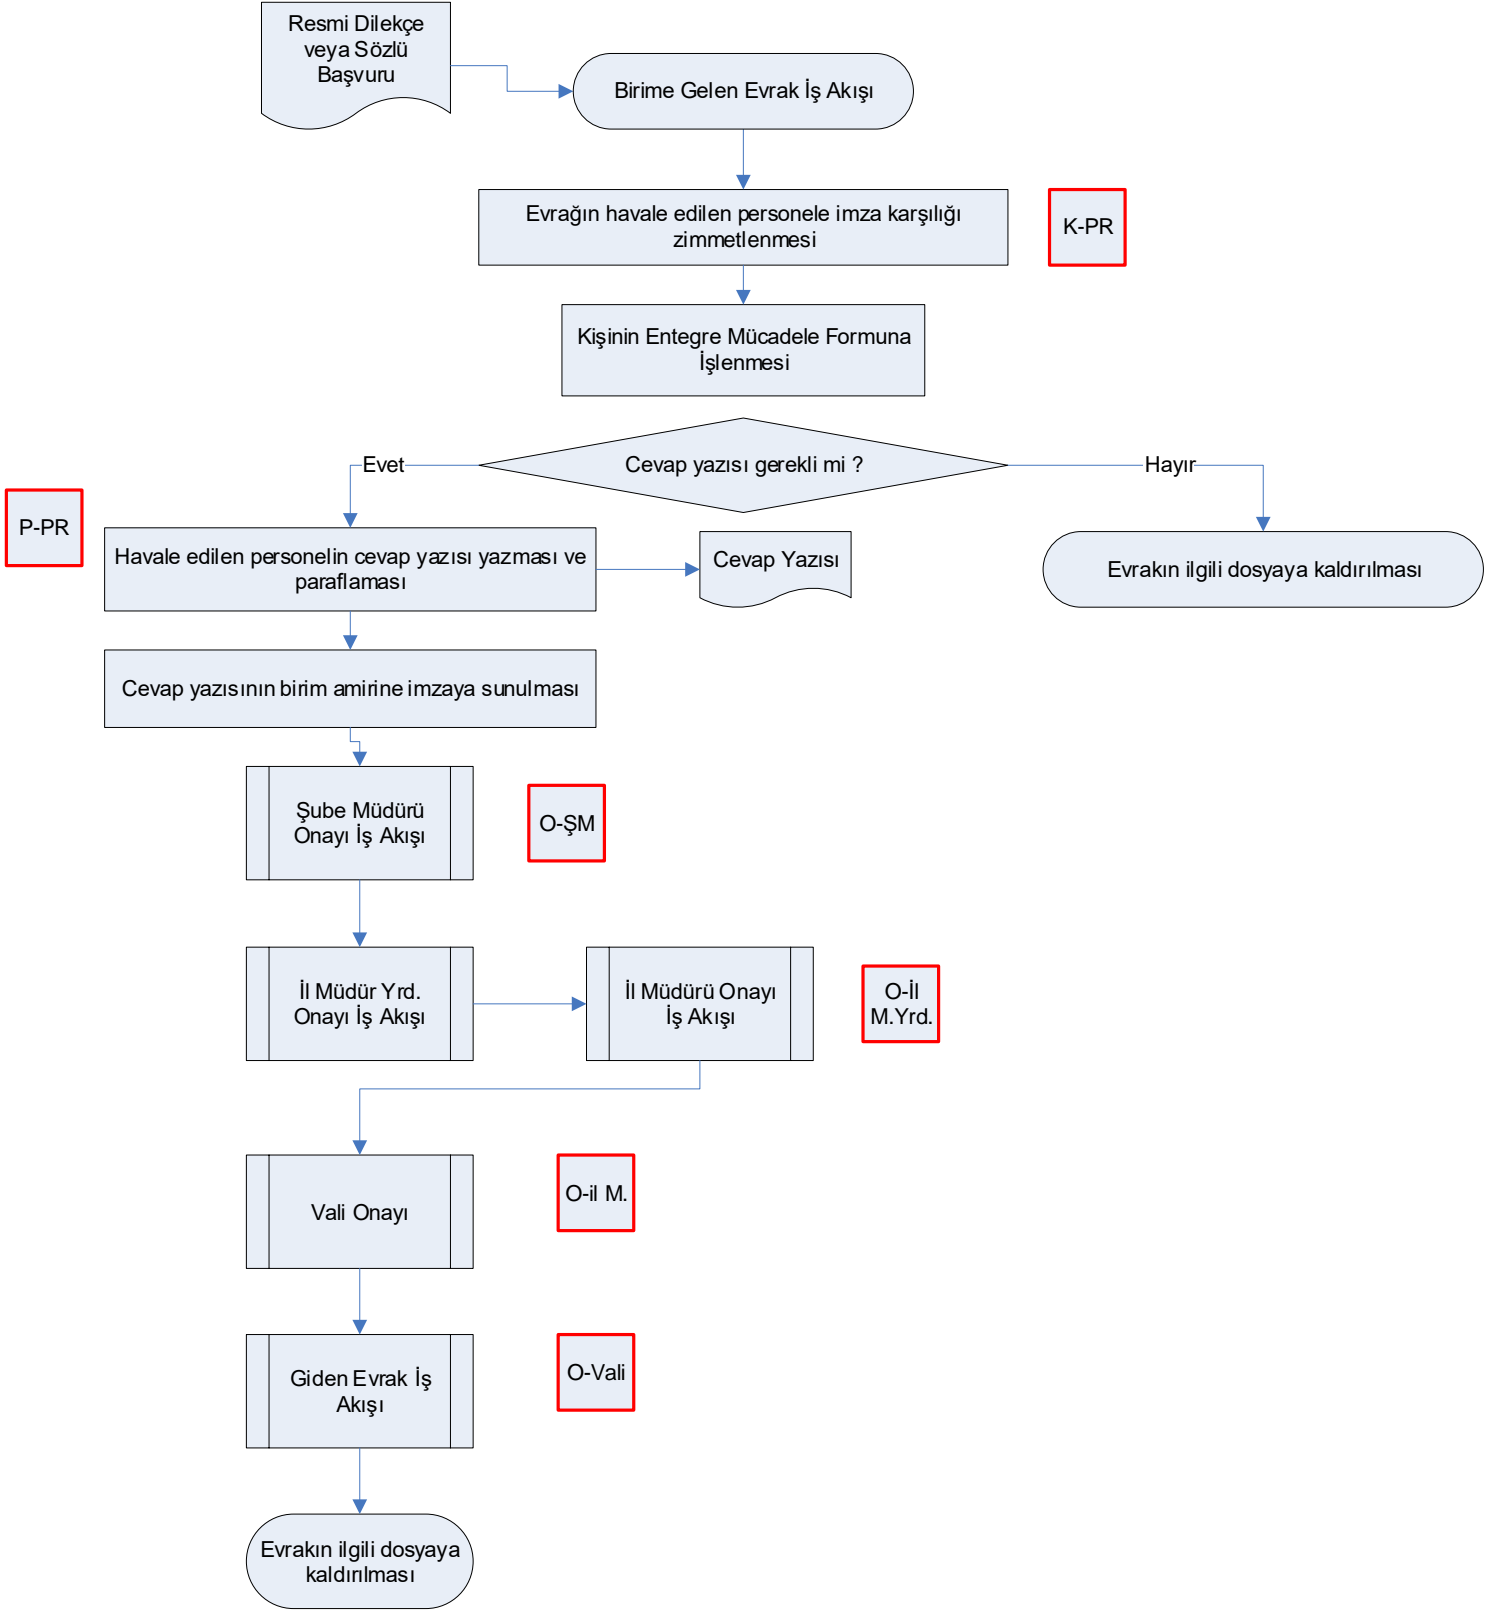 Resmi Dilekçe
veya Sözlü
Başvuru
Birime Gelen Evrak İş Akışı
Evrağın havale edilen personele imza karşılığı
zimmetlenmesi
K-PR
Kişinin Entegre Mücadele Formuna
İşlenmesi
Evet
Cevap yazısı gerekli mi ?
Hayır
P-PR
Havale edilen personelin cevap yazısı yazması ve
paraflaması
Cevap Yazısı
Evrakın ilgili dosyaya kaldırılması
Cevap yazısının birim amirine imzaya sunulması
Şube Müdürü
Onayı İş Akışı
O-ŞM
İl Müdür Yrd.
Onayı İş Akışı
İl Müdürü Onayı
İş Akışı
O-İl
M.Yrd.
Vali Onayı
O-il M.
Giden Evrak İş
Akışı
O-Vali
Evrakın ilgili dosyaya
kaldırılması